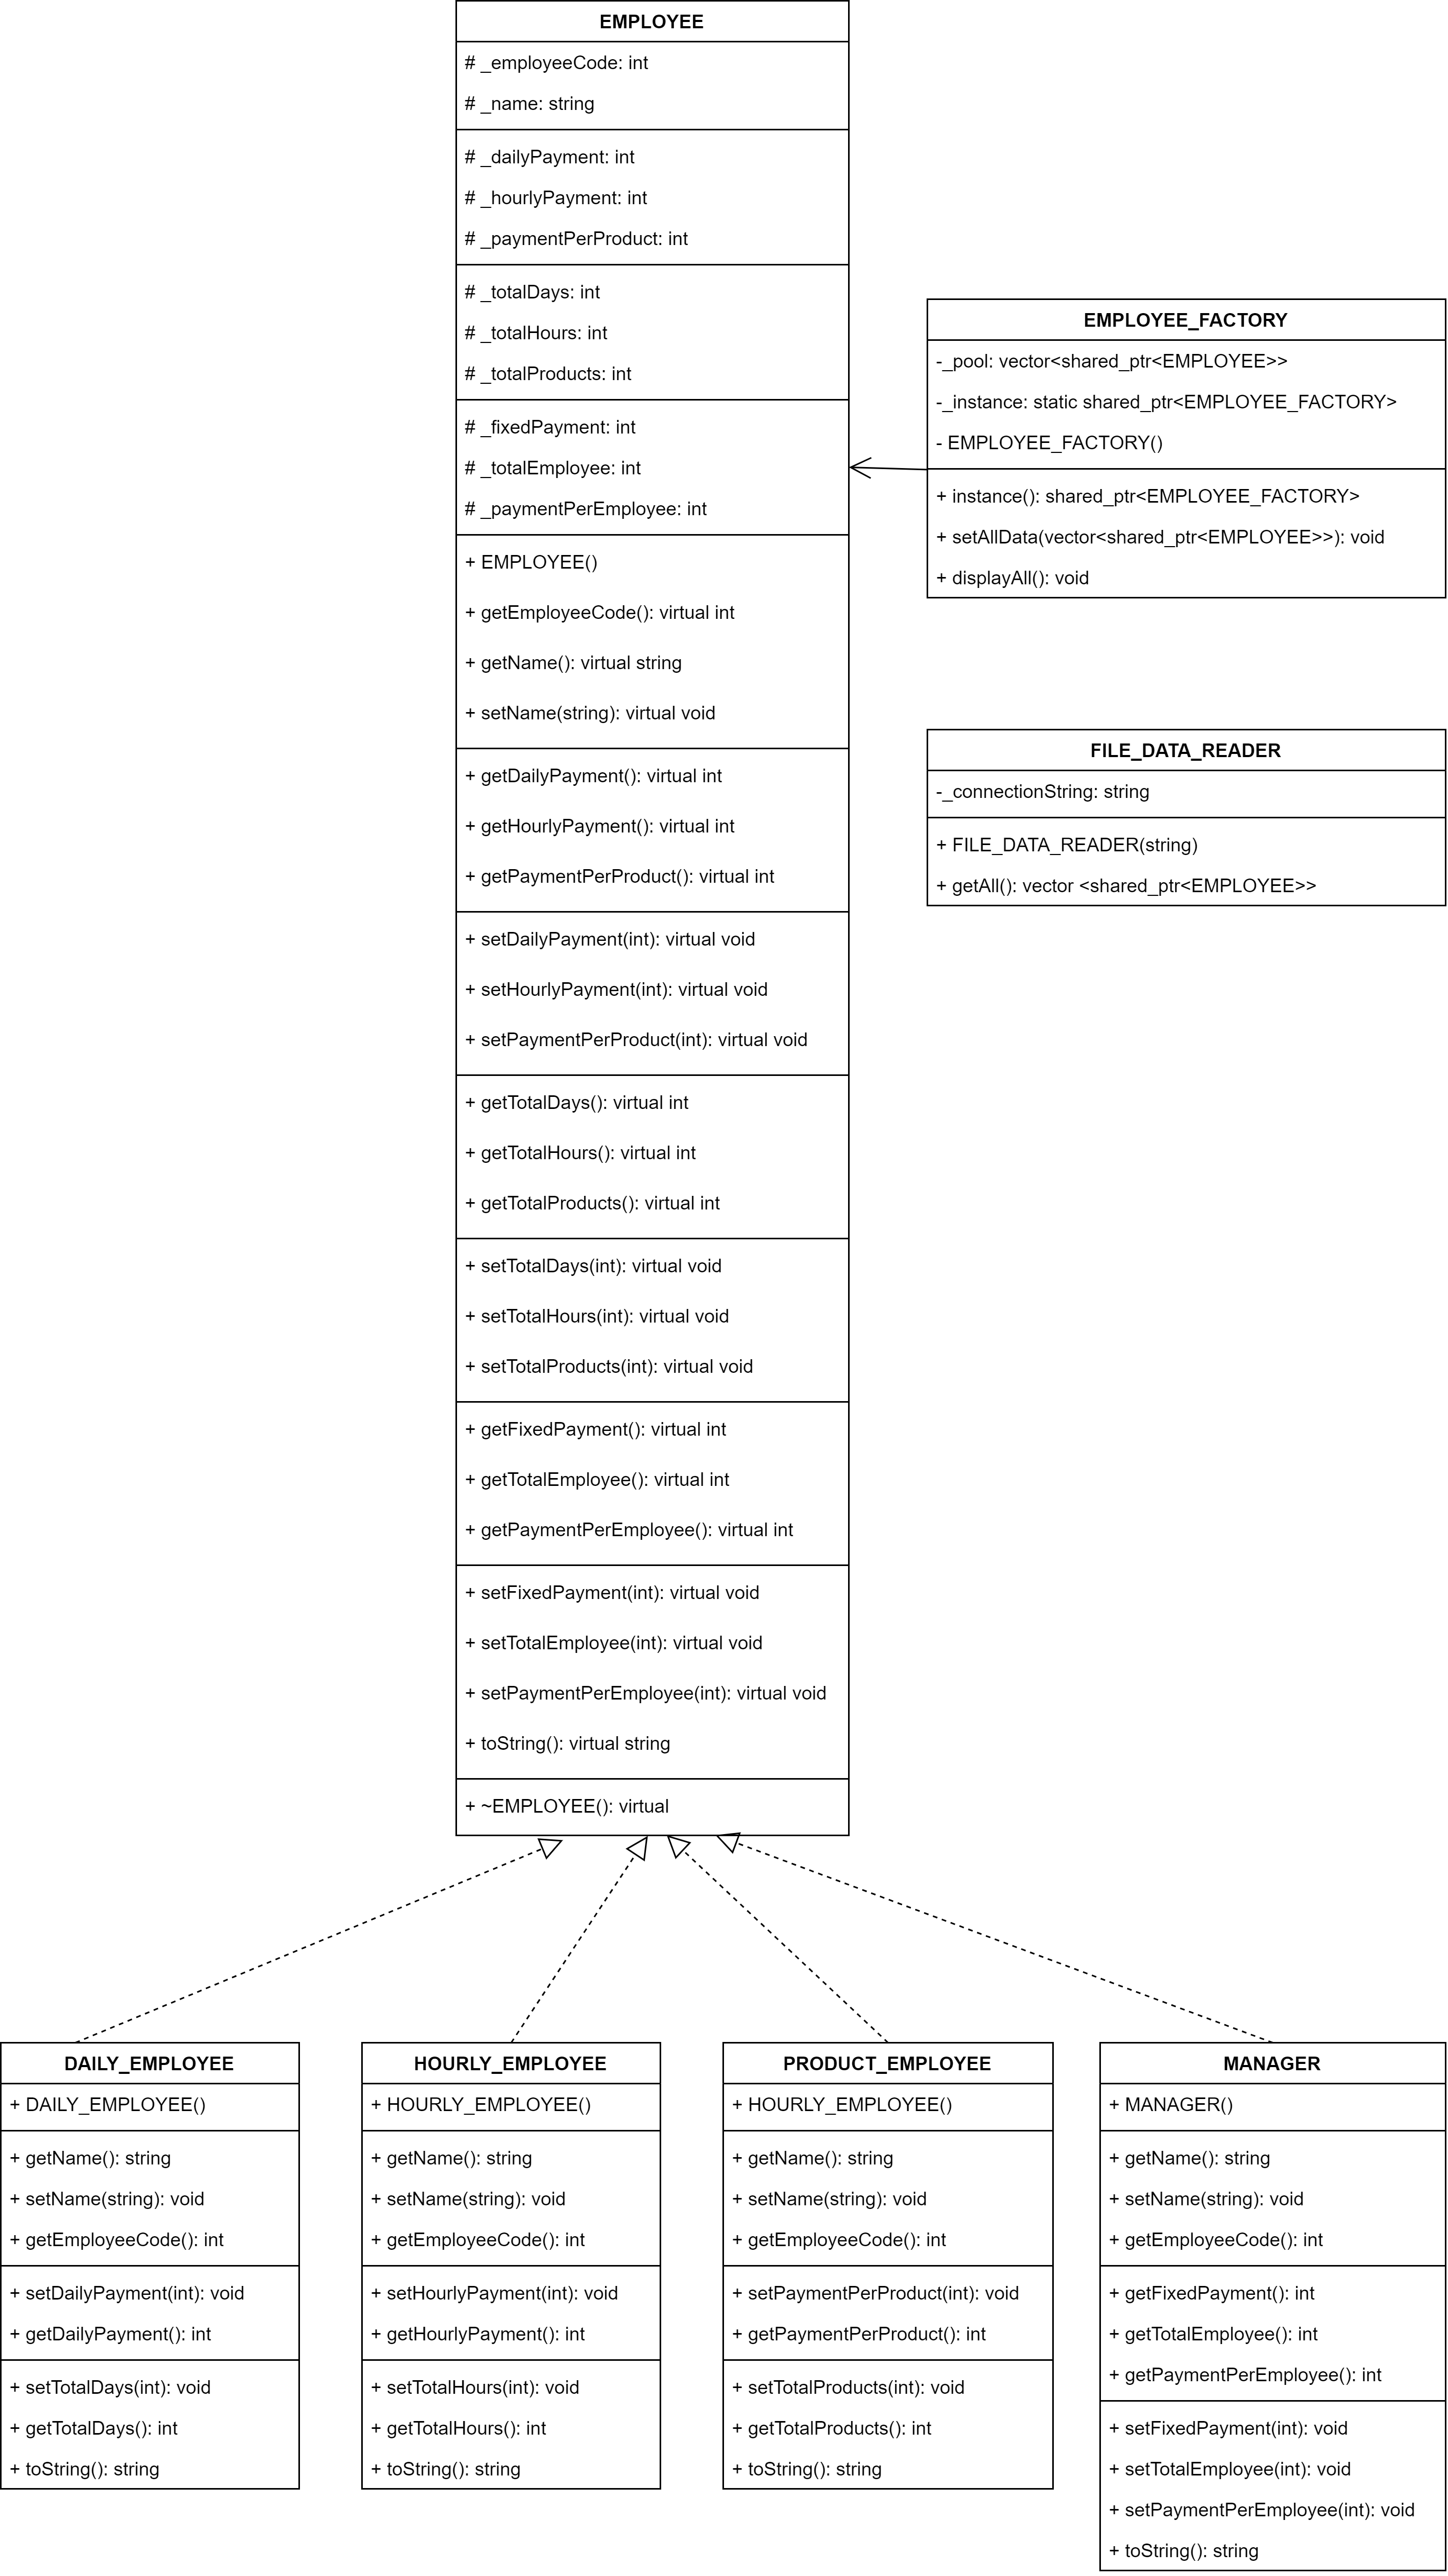 EMPLOYEE
# _employeeCode: int
# _name: string
# _dailyPayment: int
# _hourlyPayment: int
# _paymentPerProduct: int
# _totalDays: int
# _totalHours: int
# _totalProducts: int
# _fixedPayment: int
# _totalEmployee: int
# _paymentPerEmployee: int
+ EMPLOYEE()
+ getEmployeeCode(): virtual int
+ getName(): virtual string
+ setName(string): virtual void
+ getDailyPayment(): virtual int
+ getHourlyPayment(): virtual int
+ getPaymentPerProduct(): virtual int
+ setDailyPayment(int): virtual void
+ setHourlyPayment(int): virtual void
+ setPaymentPerProduct(int): virtual void
+ getTotalDays(): virtual int
+ getTotalHours(): virtual int
+ getTotalProducts(): virtual int
+ setTotalDays(int): virtual void
+ setTotalHours(int): virtual void
+ setTotalProducts(int): virtual void
+ getFixedPayment(): virtual int
+ getTotalEmployee(): virtual int
+ getPaymentPerEmployee(): virtual int
+ setFixedPayment(int): virtual void
+ setTotalEmployee(int): virtual void
+ setPaymentPerEmployee(int): virtual void
+ toString(): virtual string
+ ~EMPLOYEE(): virtual
EMPLOYEE_FACTORY
-_pool: vector<shared_ptr<EMPLOYEE>>
-_instance: static shared_ptr<EMPLOYEE_FACTORY>
- EMPLOYEE_FACTORY()
+ instance(): shared_ptr<EMPLOYEE_FACTORY>
+ setAllData(vector<shared_ptr<EMPLOYEE>>): void
+ displayAll(): void
FILE_DATA_READER
-_connectionString: string
+ FILE_DATA_READER(string)
+ getAll(): vector <shared_ptr<EMPLOYEE>>
DAILY_EMPLOYEE
+ DAILY_EMPLOYEE()
+ getName(): string
+ setName(string): void
+ getEmployeeCode(): int
+ setDailyPayment(int): void
+ getDailyPayment(): int
+ setTotalDays(int): void
+ getTotalDays(): int
+ toString(): string
HOURLY_EMPLOYEE
+ HOURLY_EMPLOYEE()
+ getName(): string
+ setName(string): void
+ getEmployeeCode(): int
+ setHourlyPayment(int): void
+ getHourlyPayment(): int
+ setTotalHours(int): void
+ getTotalHours(): int
+ toString(): string
PRODUCT_EMPLOYEE
+ HOURLY_EMPLOYEE()
+ getName(): string
+ setName(string): void
+ getEmployeeCode(): int
+ setPaymentPerProduct(int): void
+ getPaymentPerProduct(): int
+ setTotalProducts(int): void
+ getTotalProducts(): int
+ toString(): string
MANAGER
+ MANAGER()
+ getName(): string
+ setName(string): void
+ getEmployeeCode(): int
+ getFixedPayment(): int
+ getTotalEmployee(): int
+ getPaymentPerEmployee(): int
+ setFixedPayment(int): void
+ setTotalEmployee(int): void
+ setPaymentPerEmployee(int): void
+ toString(): string